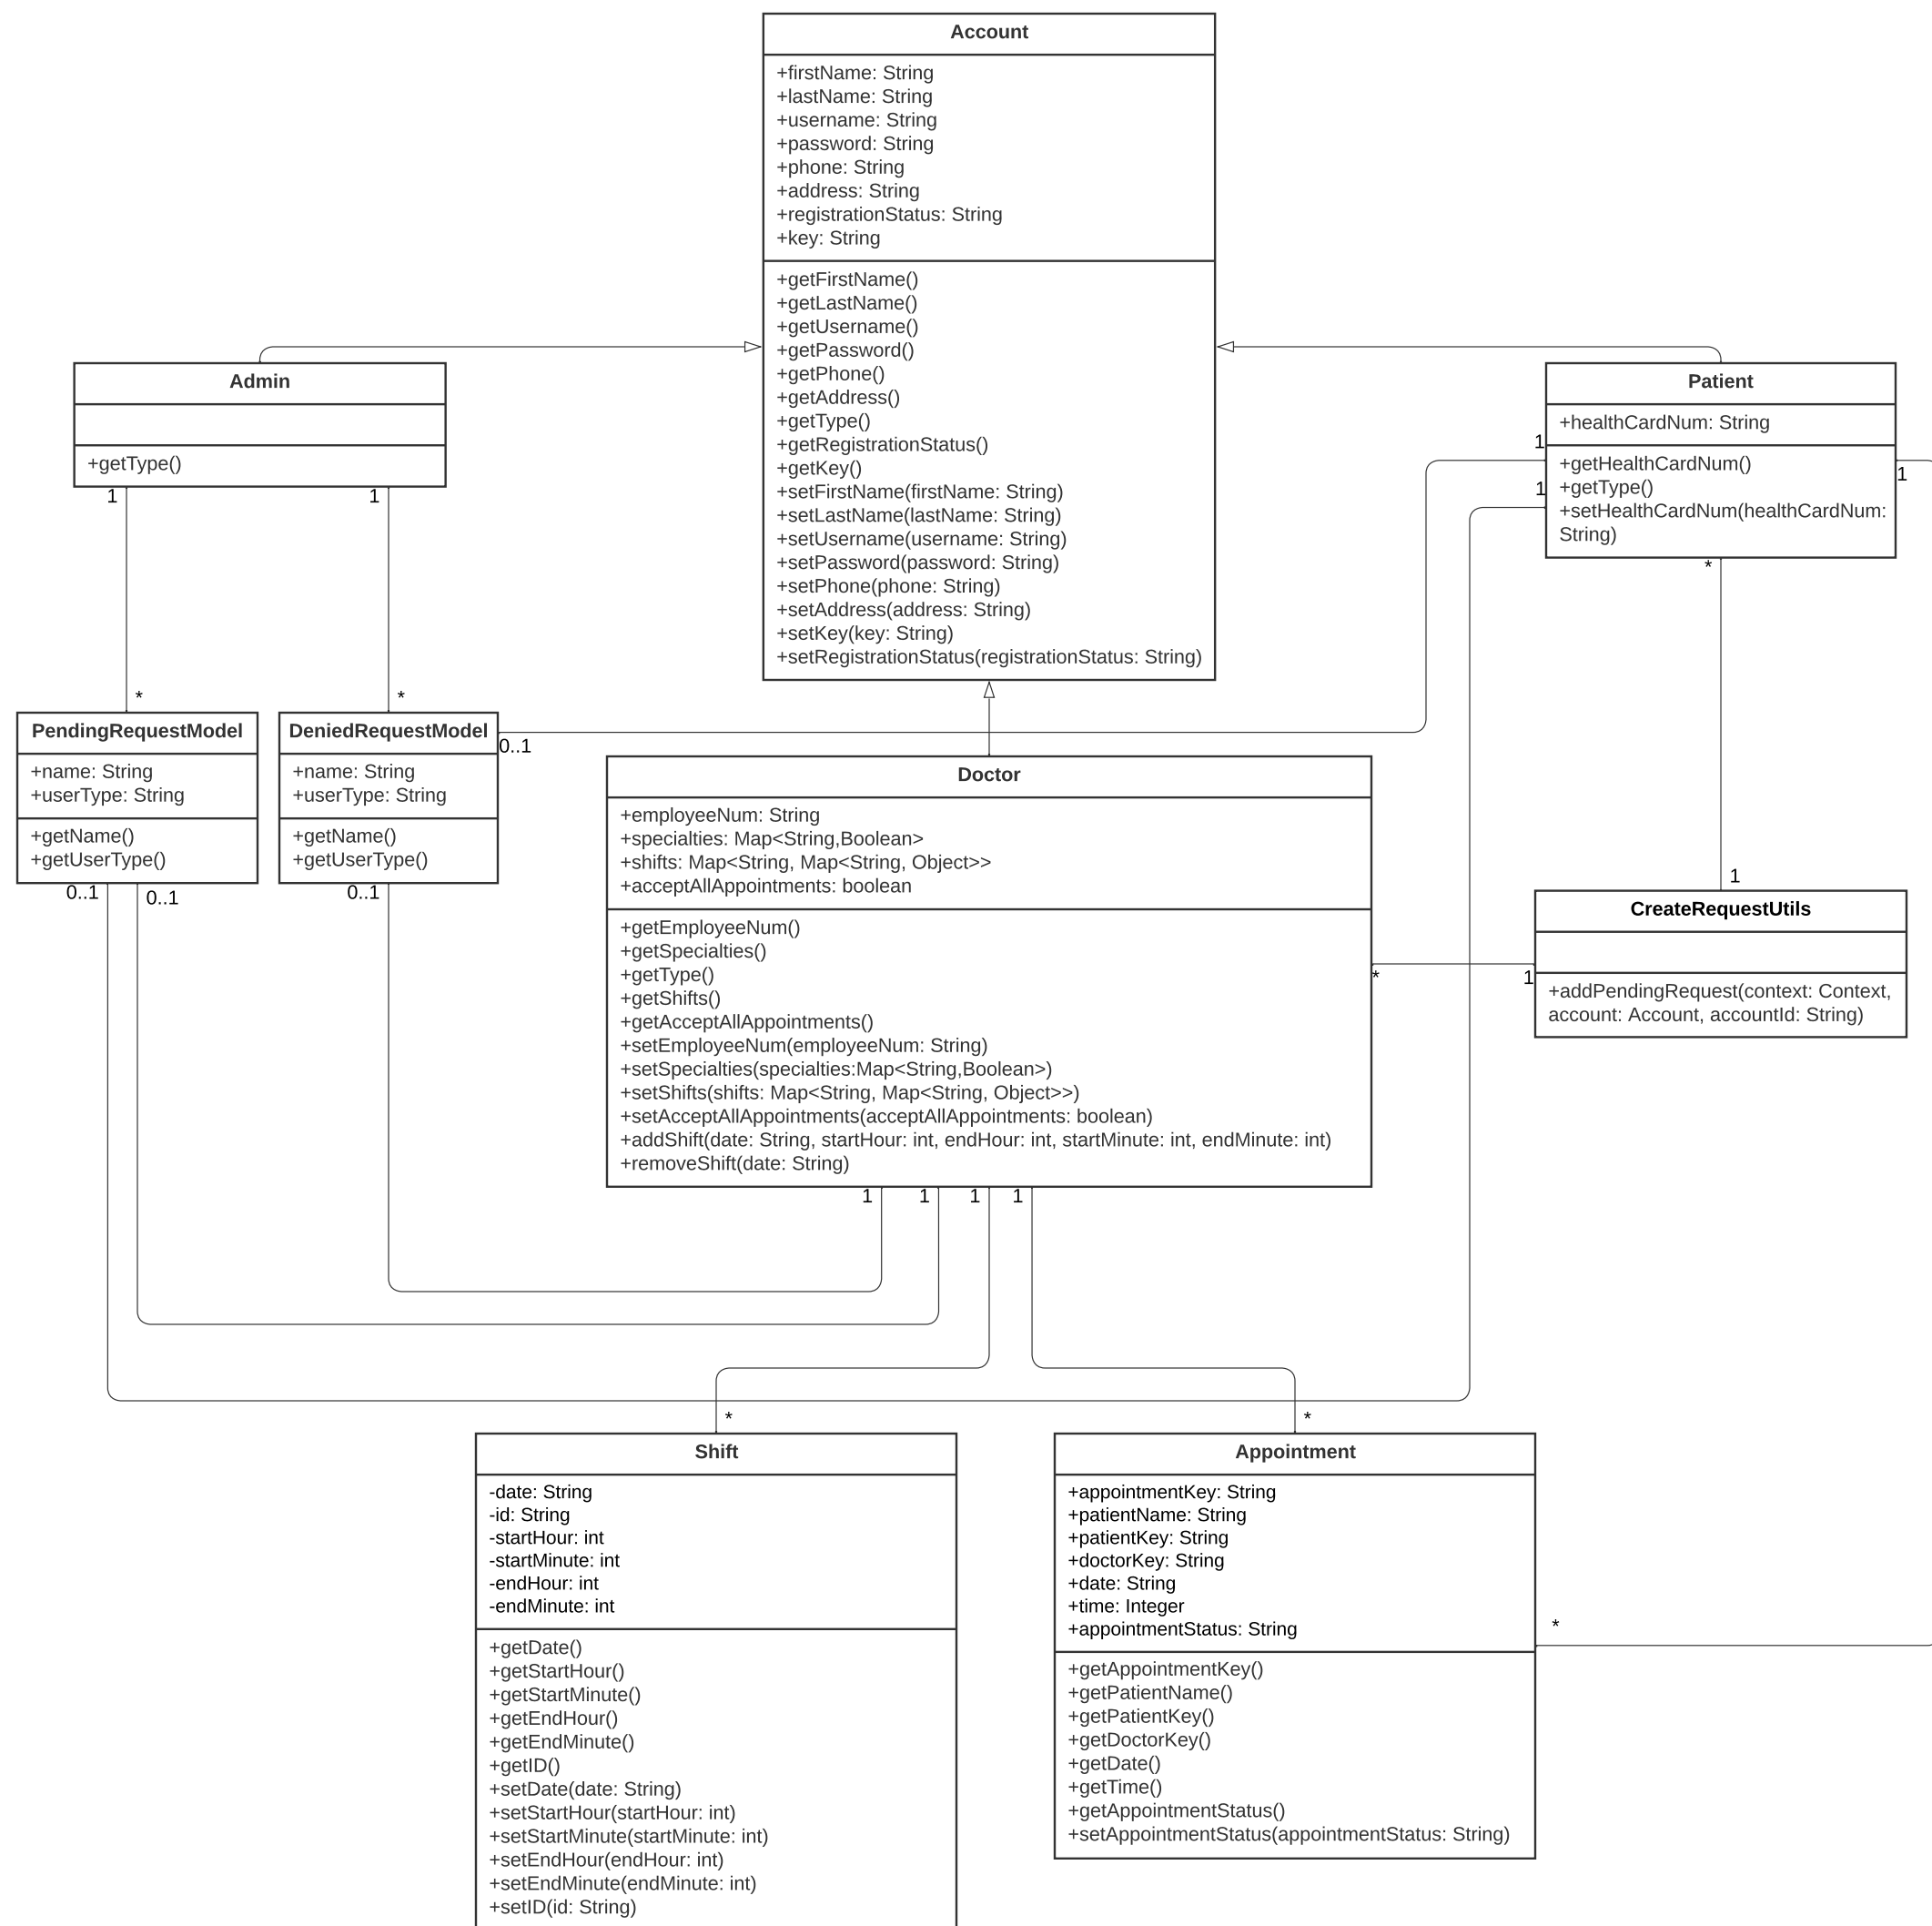 Account
+firstName: String
+lastName: String
+username: String
+password: String
+phone: String
+address: String
+registrationStatus: String
+key: String
+getFirstName()
+getLastName()
+getUsername()
+getPassword()
+getPhone()
+getAddress()
+getType()
+getRegistrationStatus()
+getKey()
+setFirstName(firstName: String)
+setLastName(lastName: String)
+setUsername(username: String)
+setPassword(password: String)
+setPhone(phone: String)
+setAddress(address: String)
+setKey(key: String)
+setRegistrationStatus(registrationStatus: String)
Admin
+getType()
1
1
*
*
Patient
+healthCardNum: String
+getHealthCardNum()
+getType()
+setHealthCardNum(healthCardNum:
String)
1
1
1
*
PendingRequestModel
+name: String
+userType: String
+getName()
+getUserType()
0..1
0..1
DeniedRequestModel
+name: String
+userType: String
+getName()
+getUserType()
0..1
0..1
Doctor
+employeeNum: String
+specialties: Map<String,Boolean>
+shifts: Map<String, Map<String, Object>>
+acceptAllAppointments: boolean
+getEmployeeNum()
+getSpecialties()
+getType()
+getShifts()
+getAcceptAllAppointments()
+setEmployeeNum(employeeNum: String)
+setSpecialties(specialties:Map<String,Boolean>)
+setShifts(shifts: Map<String, Map<String, Object>>)
+setAcceptAllAppointments(acceptAllAppointments: boolean)
+addShift(date: String, startHour: int, endHour: int, startMinute: int, endMinute: int)
+removeShift(date: String)
1
1
1
1
*
1
1
CreateRequestUtils
+addPendingRequest(context: Context,
account: Account, accountId: String)
*
Shift
-date: String
-id: String
-startHour: int
-startMinute: int
-endHour: int
-endMinute: int
+getDate()
+getStartHour()
+getStartMinute()
+getEndHour()
+getEndMinute()
+getID()
+setDate(date: String)
+setStartHour(startHour: int)
+setStartMinute(startMinute: int)
+setEndHour(endHour: int)
+setEndMinute(endMinute: int)
+setID(id: String)
*
Appointment
+appointmentKey: String
+patientName: String
+patientKey: String
+doctorKey: String
+date: String
+time: Integer
+appointmentStatus: String
+getAppointmentKey()
+getPatientName()
+getPatientKey()
+getDoctorKey()
+getDate()
+getTime()
+getAppointmentStatus()
+setAppointmentStatus(appointmentStatus: String)
*